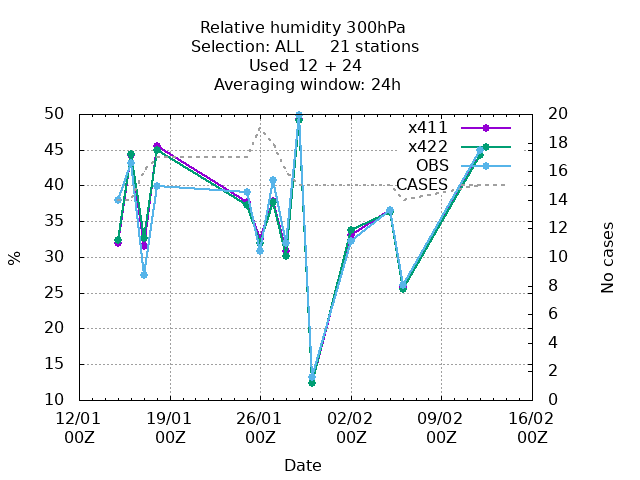 Relative humidity 300hPa
Selection: ALL 21 stations
Used 12 + 24
Averaging window: 24h
50
45
40
35
30
25
20
15
10
%
20
18
16
14
12
10
8
6
4
2
0
No cases
x411
x422
OBS
CASES
12/01 19/01 26/01 02/02 09/02 16/02
00Z 00Z 00Z 00Z 00Z 00Z
Date